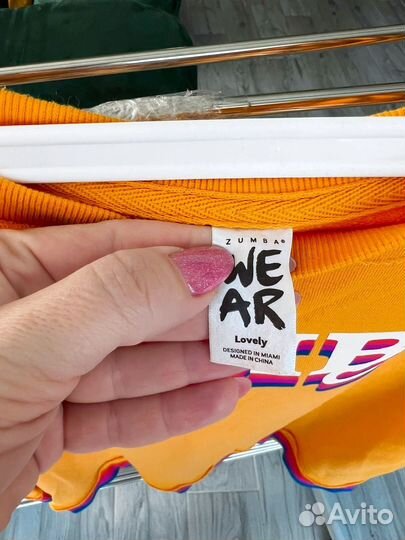 ZUMBA®
WE
AR
Lovely
DESIGNED IN MIAMI
MADE IN CHINA
Avito